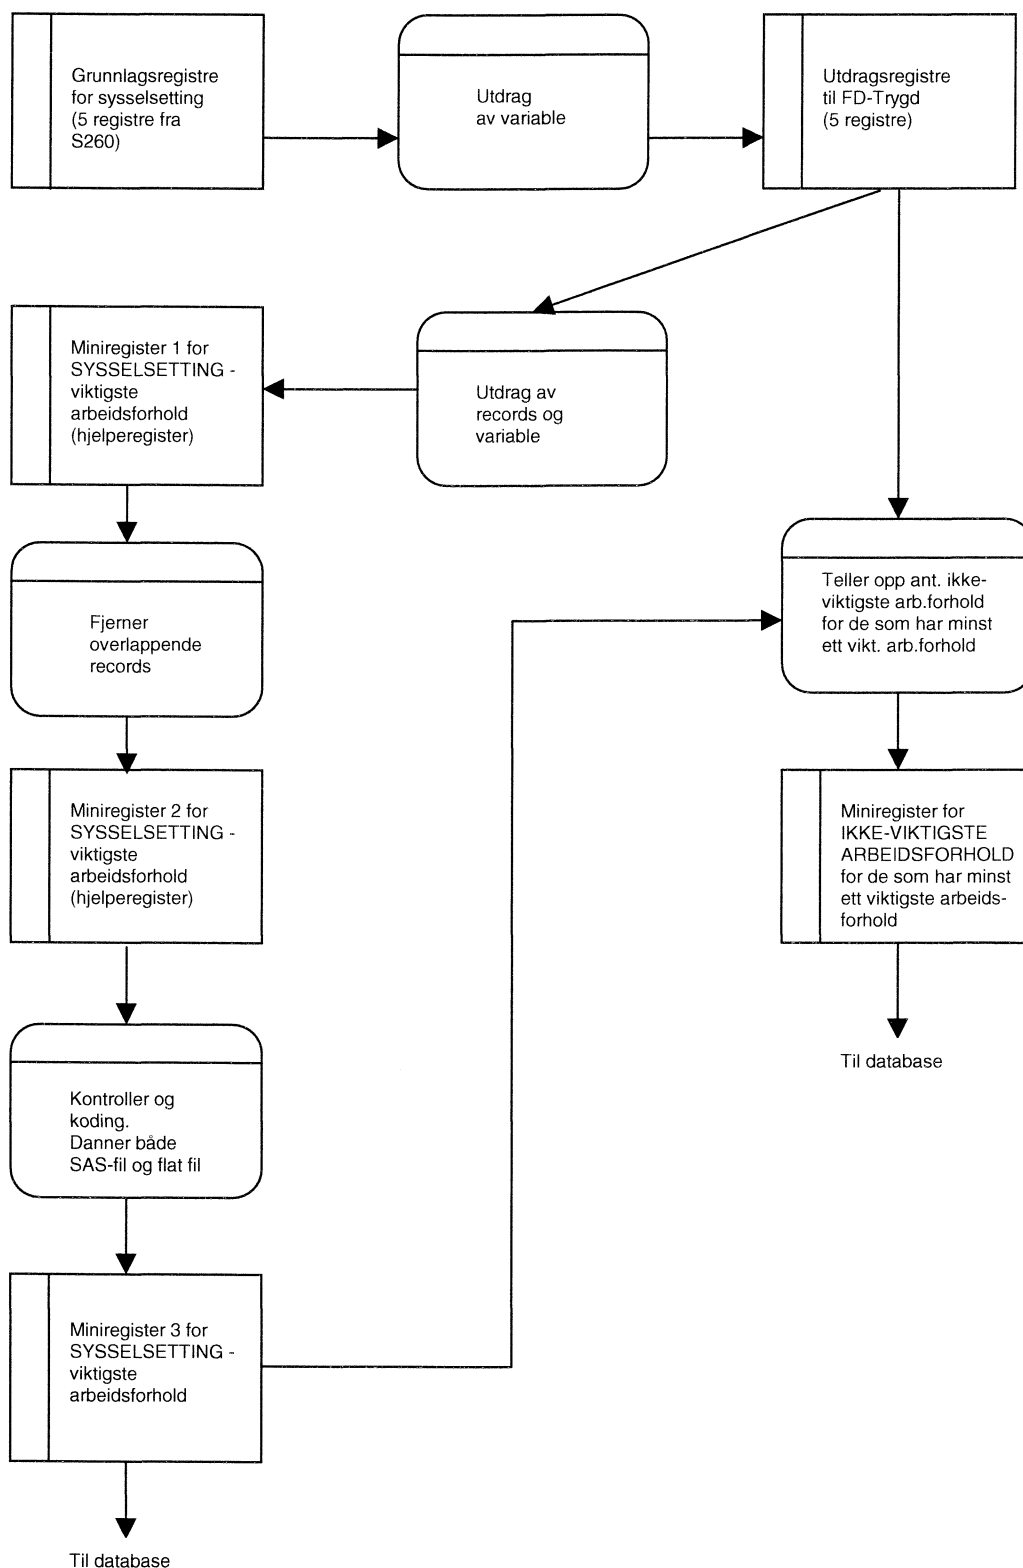 Grunnlagsregistre
for sysselsetting
(5 registre fra
S260)
Utdrag
av variable
Utdragsregistre
til FD-Trygd
(5 registre)
Miniregister 1 for
SYSSELSETTING -
viktigste
arbeidsforhold
(hjelperegister)
Utdrag av
records og
variable
Fjerner
overlappende
records
Teller opp ant. ikke-
viktigste arb.forhold
for de som har minst
ett vikt. arb.forhold
Miniregister 2 for
SYSSELSETTING -
viktigste
arbeidsforhold
(hjelperegister)
Miniregister for
IKKE-VIKTIGSTE
ARBEIDSFORHOLD
for de som har minst
ett viktigste arbeids-
forhold
Til database
Kontroller og
koding.
Danner både
SAS-fil og flat fil
Miniregister 3 for
SYSSELSETTING -
viktigste
arbeidsforhold
Til database